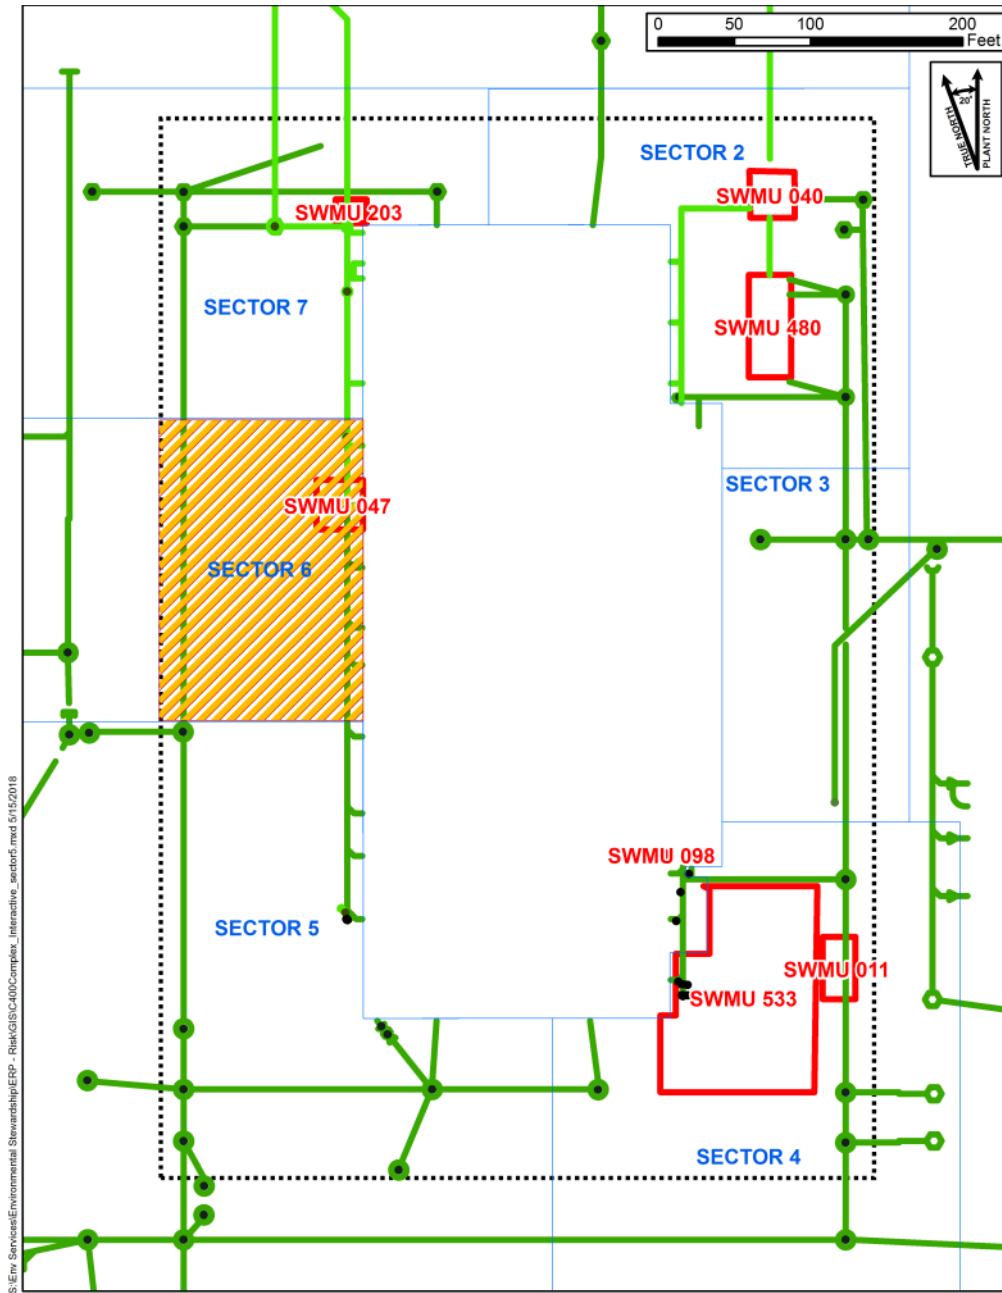 0 50 100 200
Feet
TRUE NORTH
20°
PLANT NORTH
SECTOR 2
SWMU 040
SWMU 203
SECTOR 7
SWMU 480
SECTOR 3
SWMU 047
SECTOR 6
SWMU 098
SECTOR 5
SWMU 011
SWMU 533
SECTOR 4
S:\Env Services\Environmental Stewardship\ERP - Risk\GIS\C400Complex_Interactive_sector5.mxd 5/15/2018